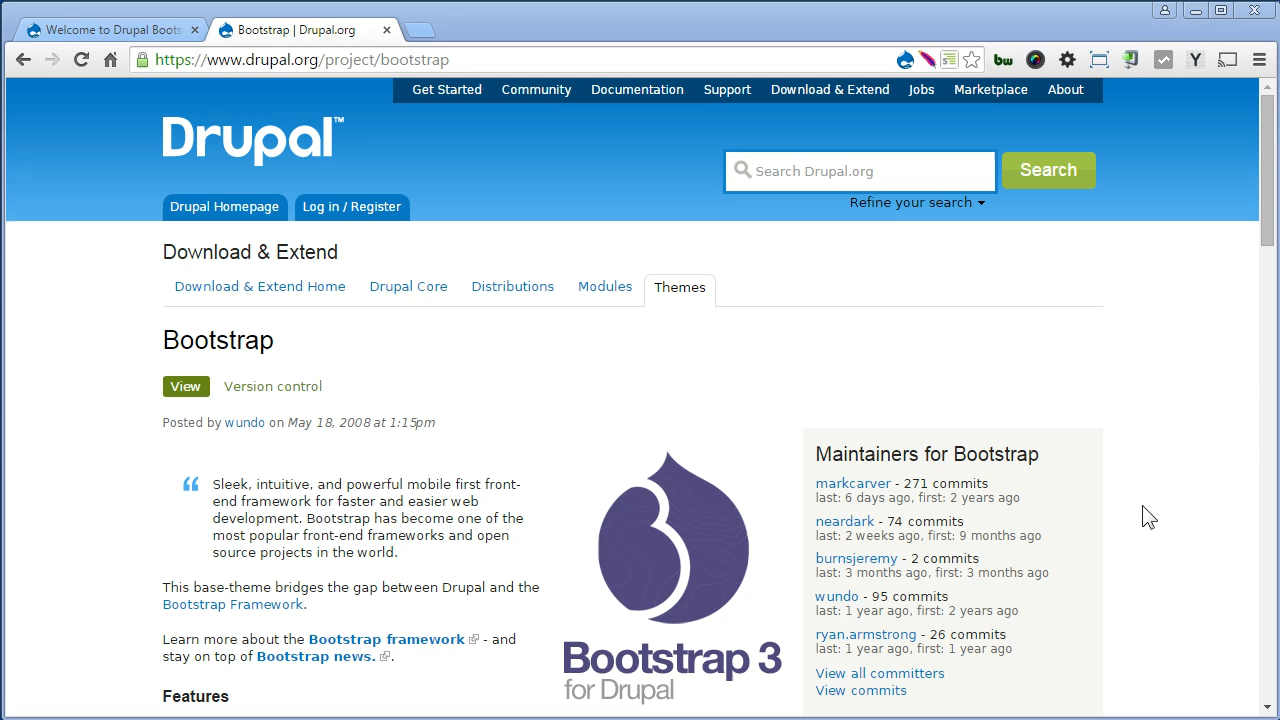 Welcome to Drupal Boots
Bootstrap | Drupal.org
https://www.drupal.org/project/bootstrap
bw
Y
Get Started Community Documentation Support Download & Extend Jobs Marketplace About
Drupal™
Search Drupal.org
Search
Refine your search
Drupal Homepage
Log in / Register
Download & Extend
Download & Extend Home Drupal Core Distributions Modules Themes
Bootstrap
View Version control
Posted by wundo on May 18, 2008 at 1:15pm
“ Sleek, intuitive, and powerful mobile first front-
end framework for faster and easier web
development. Bootstrap has become one of the
most popular front-end frameworks and open
source projects in the world.
This base-theme bridges the gap between Drupal and the
Bootstrap Framework.
Learn more about the Bootstrap framework - and
stay on top of Bootstrap news. .
Features
Bootstrap 3
for Drupal
Maintainers for Bootstrap
markcarver - 271 commits
last: 6 days ago, first: 2 years ago
neardark - 74 commits
last: 2 weeks ago, first: 9 months ago
burnsjeremy - 2 commits
last: 3 months ago, first: 3 months ago
wundo - 95 commits
last: 1 year ago, first: 2 years ago
ryan.armstrong - 26 commits
last: 1 year ago, first: 1 year ago
View all committers
View commits